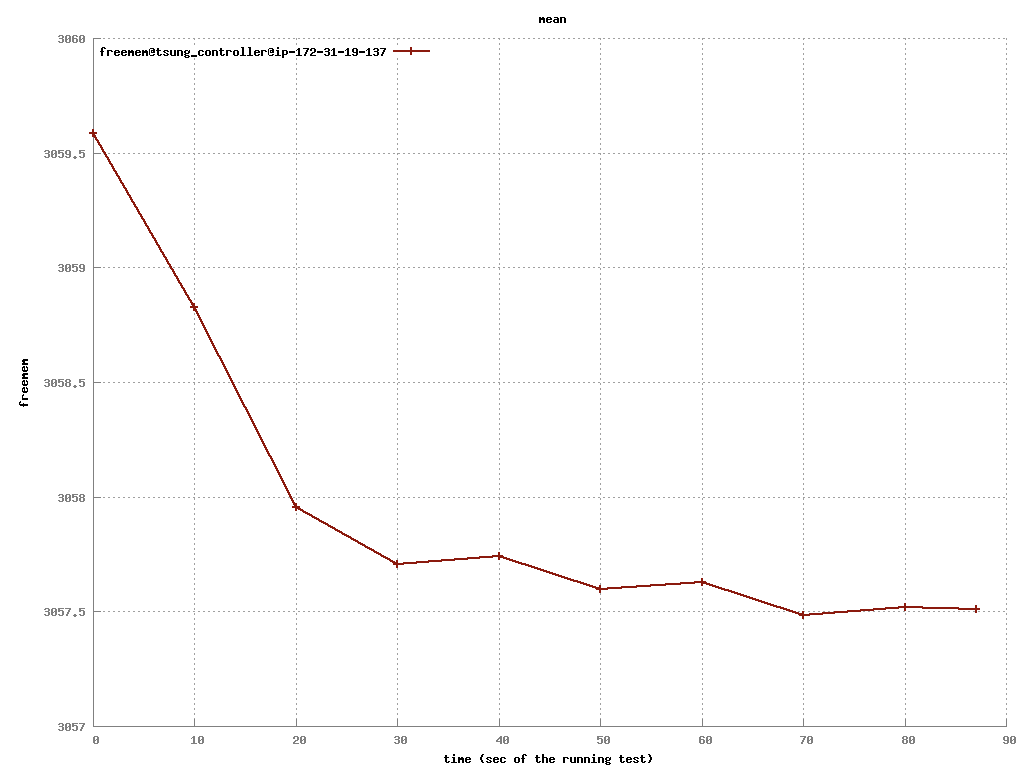 mean
3060
freemem@tsung_controller@ip-172-31-19-137
3059.5
3059
3058.5
freemem
3058
3057.5
3057
0 10 20 30 40 50 60 70 80 90
time (sec of the running test)